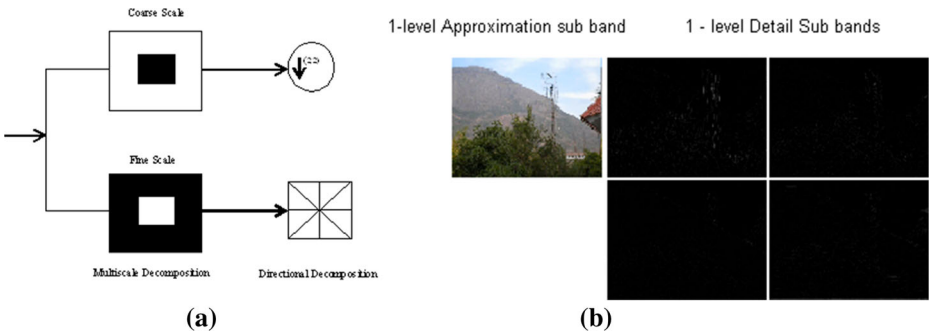 Coarse Scale
(2,2)
Fine Scale
Multiscale Decomposition
Directional Decomposition
(a)
1-level Approximation sub band
1 - level Detail Sub bands
(b)